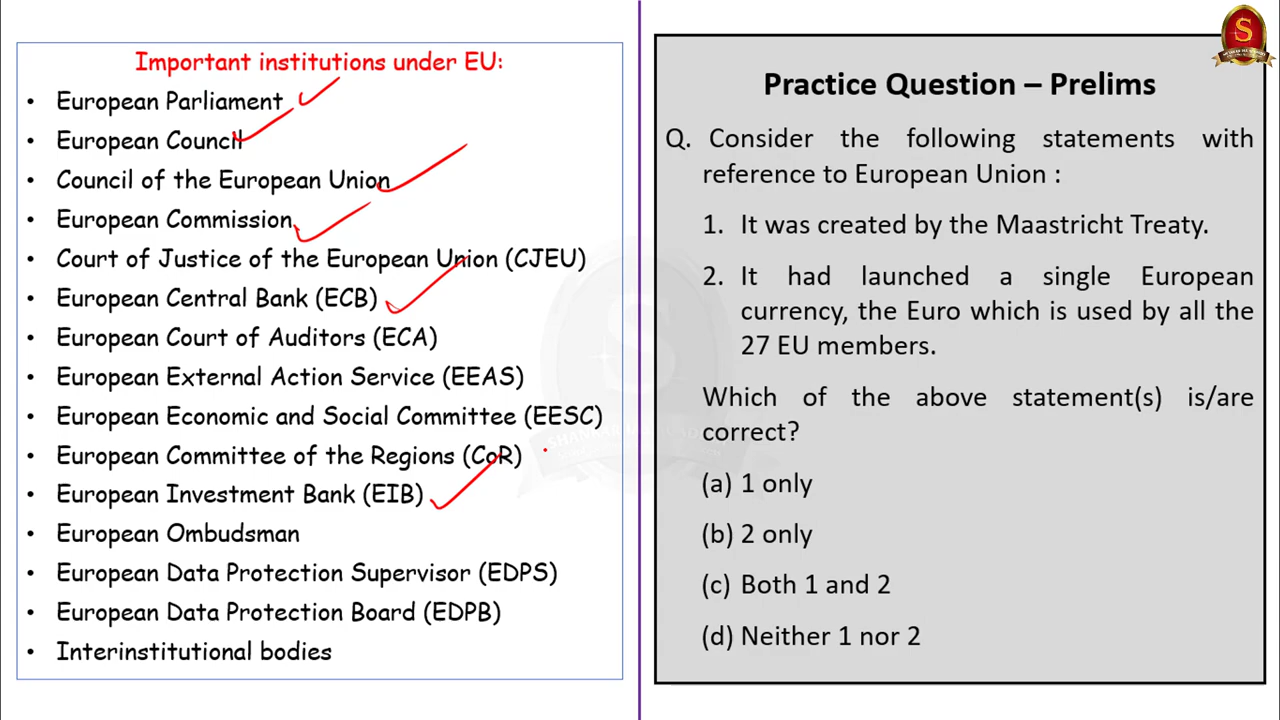 Important institutions under EU:
• European Parliament
• European Council
• Council of the European Union
• European Commission
• Court of Justice of the European Union (CJEU)
• European Central Bank (ECB)
• European Court of Auditors (ECA)
• European External Action Service (EEAS)
• European Economic and Social Committee (EESC)
• European Committee of the Regions (CoR)
• European Investment Bank (EIB)
• European Ombudsman
• European Data Protection Supervisor (EDPS)
• European Data Protection Board (EDPB)
• Interinstitutional bodies
S
Practice Question – Prelims
Q. Consider the following statements with
reference to European Union :
1. It was created by the Maastricht Treaty.
2. It had launched a single European
currency, the Euro which is used by all the
27 EU members.
Which of the above statement(s) is/are
correct?
(a) 1 only
(b) 2 only
(c) Both 1 and 2
(d) Neither 1 nor 2